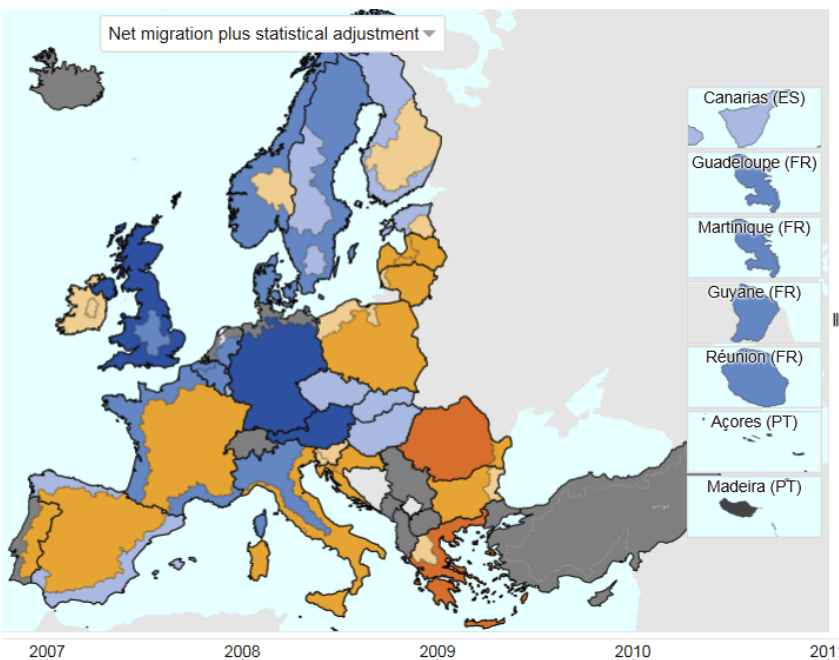 Net migration plus statistical adjustment
Canarias (ES)
Guadeloupe (FR)
Martinique (FR)
Guyane (FR)
Réunion (FR)
Açores (PT)
Madeira (PT)
2007 2008 2009 2010 201